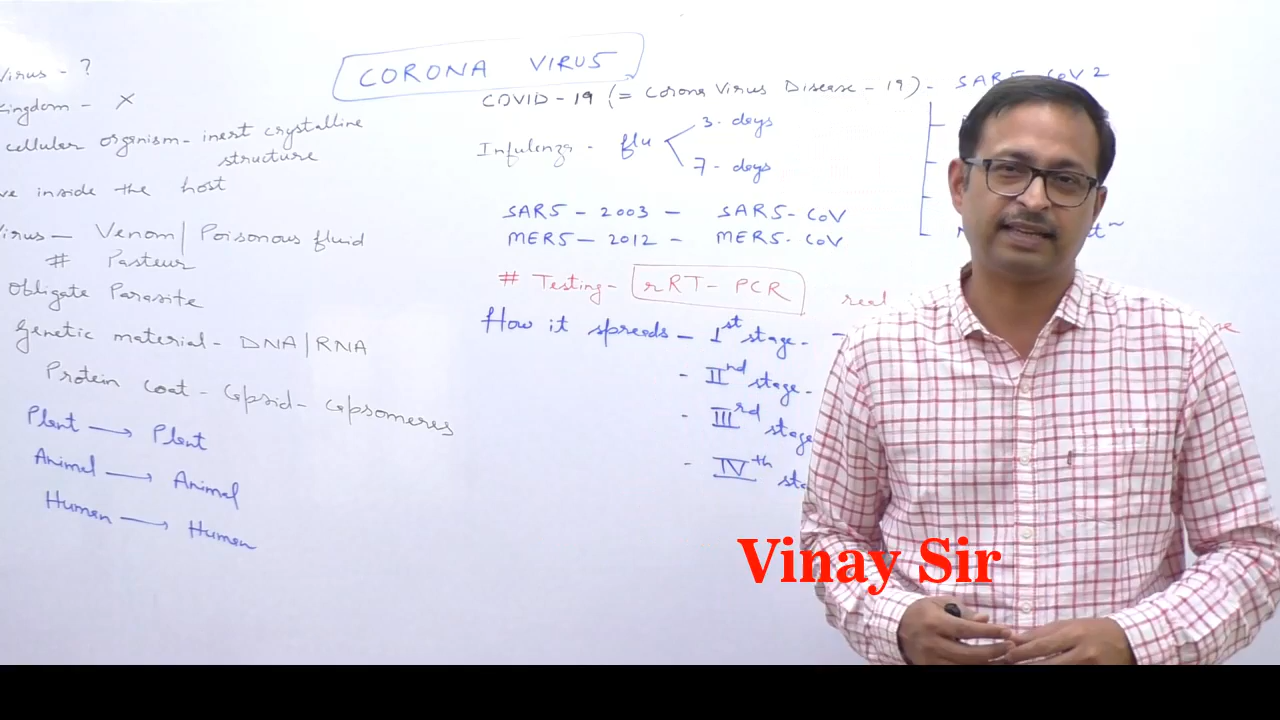 CORONA VIRUS
Virus - ?
Kingdom - X
cellular organism - inert crystalline
structure
inside the host
Virus - Venom | Poisonous fluid
# Pasteur
Obligate Parasite
Genetic material - DNA | RNA
Protein coat - Capsid - Capsomeres
Plant → Plant
Animal → Animal
Human → Human
COVID - 19 (= Corona Virus Disease - 19) - SARS-CoV 2
Infulenza - flu
3 - days
7 - days
SARS - 2003 - SARS - CoV
MERS - 2012 - MERS - CoV
# Testing - rRT - PCR real
How it spreads - Ist stage -
- IInd stage -
- IIIrd stage
- IVth sta
Vinay Sir